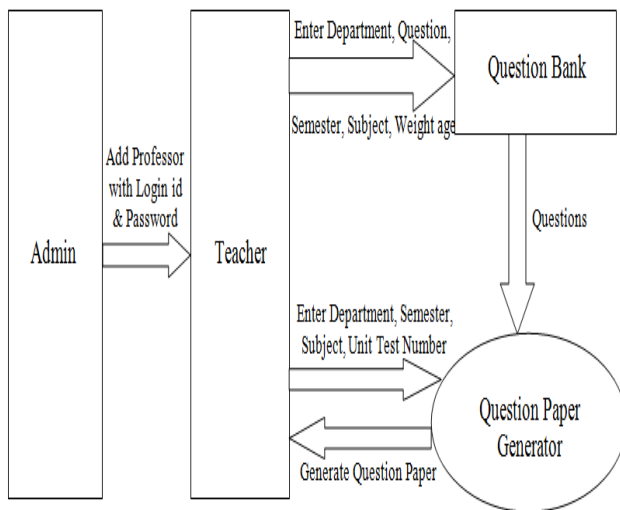 Enter Department, Question,
Semester, Subject, Weight age
Question Bank
Add Professor
with Login id
& Password
Admin
Teacher
Questions
Enter Department, Semester,
Subject, Unit Test Number
Question Paper
Generator
Generate Question Paper